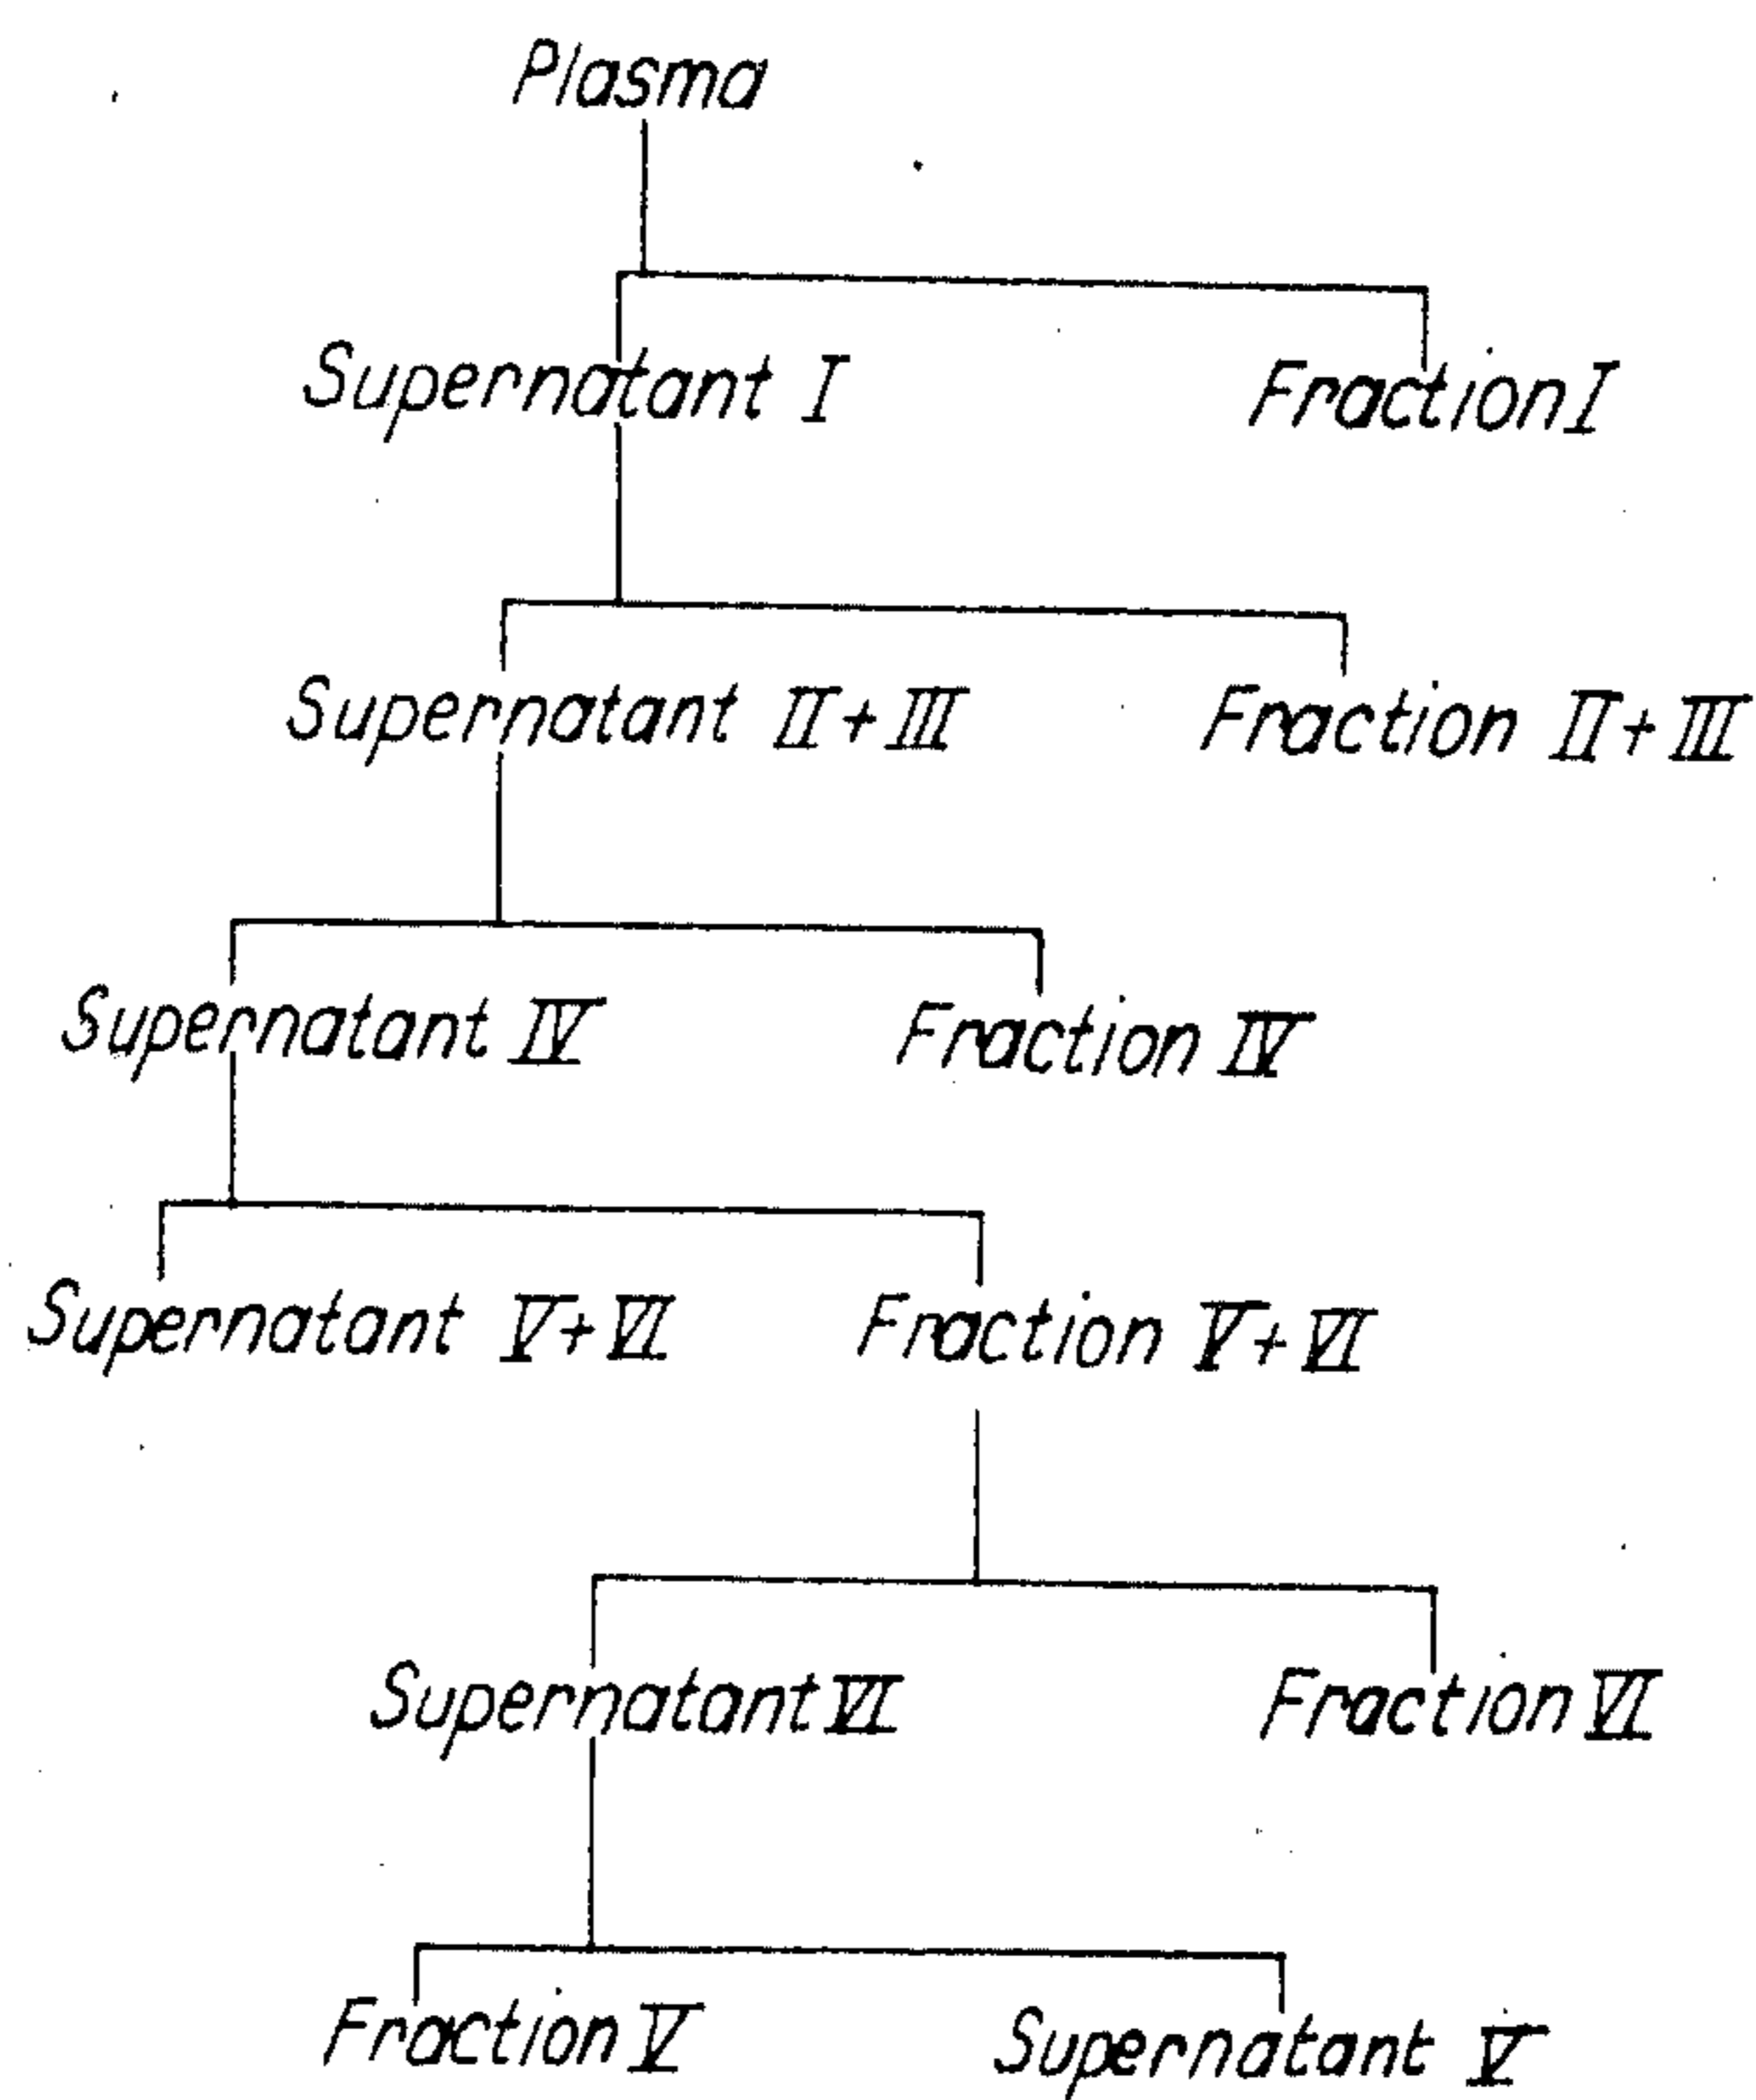 Plasma
Supernatant I
Fraction I
Supernatant II+III
Fraction II+III
Supernatant IV
Fraction IV
Supernatant V+VI
Fraction V+VI
Supernatant VI
Fraction VI
Fraction V
Supernatant V